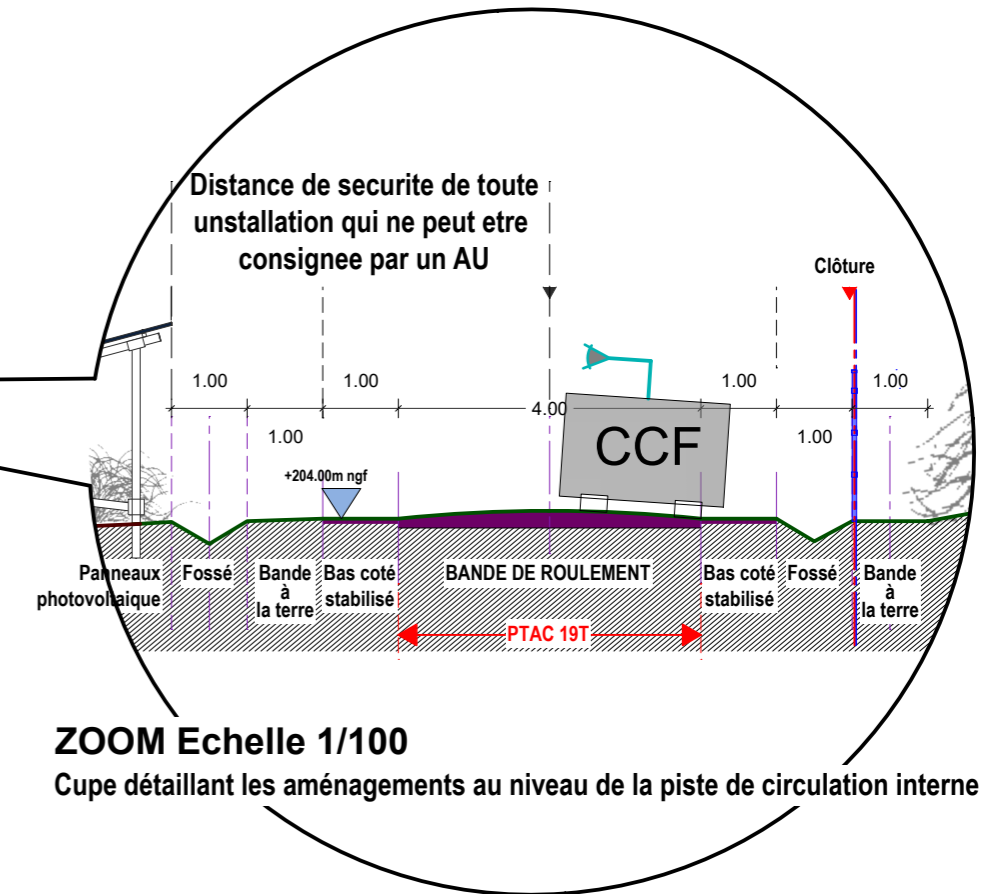 Distance de securite de toute
unstallation qui ne peut etre
consignee par un AU
Clôture
1.00
1.00
1.00
1.00
4.00
1.00
1.00
CCF
+204.00m ngf
Panneaux
photovoltaique
Fossé
Bande
à
la terre
Bas coté
stabilisé
BANDE DE ROULEMENT
Bas coté
stabilisé
Fossé
Bande
à
la terre
PTAC 19T
ZOOM Echelle 1/100
Cupe détaillant les aménagements au niveau de la piste de circulation interne